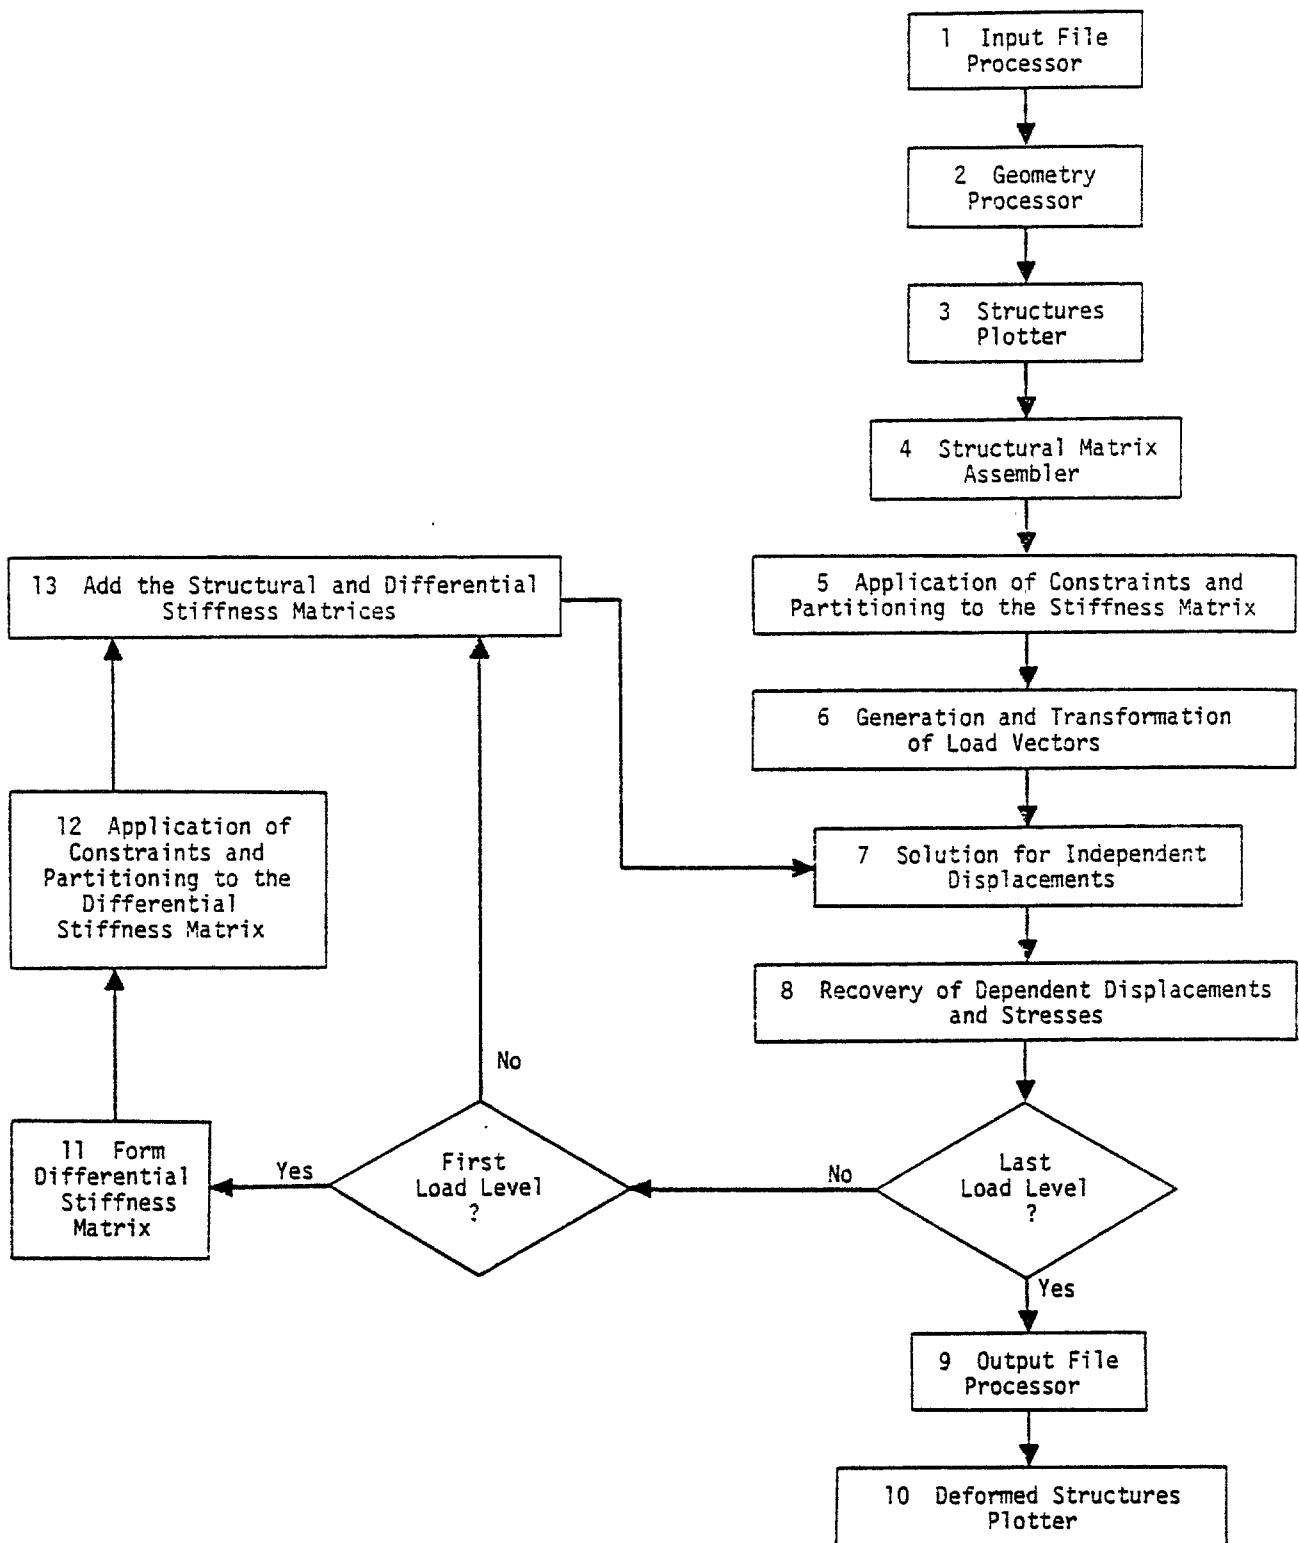 1 Input File
Processor
2 Geometry
Processor
3 Structures
Plotter
4 Structural Matrix
Assembler
5 Application of Constraints and
Partitioning to the Stiffness Matrix
6 Generation and Transformation
of Load Vectors
7 Solution for Independent
Displacements
8 Recovery of Dependent Displacements
and Stresses
Last
Load Level
?
No
Yes
9 Output File
Processor
10 Deformed Structures
Plotter
First
Load Level
?
Yes
No
11 Form
Differential
Stiffness
Matrix
12 Application of
Constraints and
Partitioning to the
Differential
Stiffness Matrix
13 Add the Structural and Differential
Stiffness Matrices